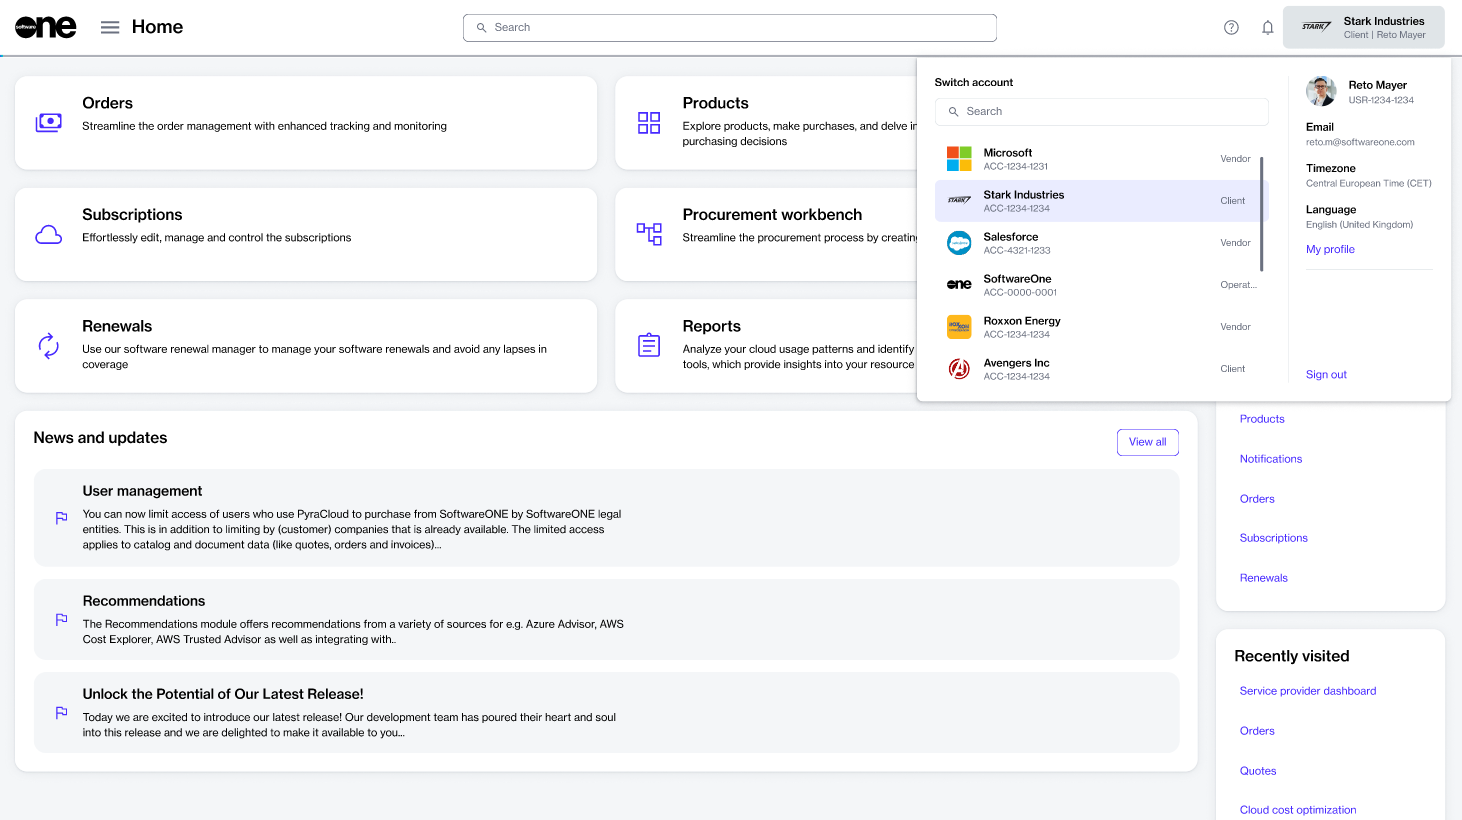 software one
Home
Search
STARK
Stark Industries
Client | Reto Mayer
Orders
Streamline the order management with enhanced tracking and monitoring
Products
Explore products, make purchases, and delve in
purchasing decisions
Subscriptions
Effortlessly edit, manage and control the subscriptions
Procurement workbench
Streamline the procurement process by creating
Renewals
Use our software renewal manager to manage your software renewals and avoid any lapses in
coverage
Reports
Analyze your cloud usage patterns and identify
tools, which provide insights into your resource
Switch account
Search
Microsoft
ACC-1234-1231
Vendor
STARK
Stark Industries
ACC-1234-1234
Client
Salesforce
ACC-4321-1233
Vendor
one
SoftwareOne
ACC-0000-0001
Operat...
Roxxon Energy
ACC-1234-1234
Vendor
Avengers Inc
ACC-1234-1234
Client
Reto Mayer
USR-1234-1234
Email
reto.m@softwareone.com
Timezone
Central European Time (CET)
Language
English (United Kingdom)
My profile
Sign out
News and updates
View all
User management
You can now limit access of users who use PyraCloud to purchase from SoftwareONE by SoftwareONE legal
entities. This is in addition to limiting by (customer) companies that is already available. The limited access
applies to catalog and document data (like quotes, orders and invoices)...
Recommendations
The Recommendations module offers recommendations from a variety of sources for e.g. Azure Advisor, AWS
Cost Explorer, AWS Trusted Advisor as well as integrating with..
Unlock the Potential of Our Latest Release!
Today we are excited to introduce our latest release! Our development team has poured their heart and soul
into this release and we are delighted to make it available to you...
Products
Notifications
Orders
Subscriptions
Renewals
Recently visited
Service provider dashboard
Orders
Quotes
Cloud cost optimization